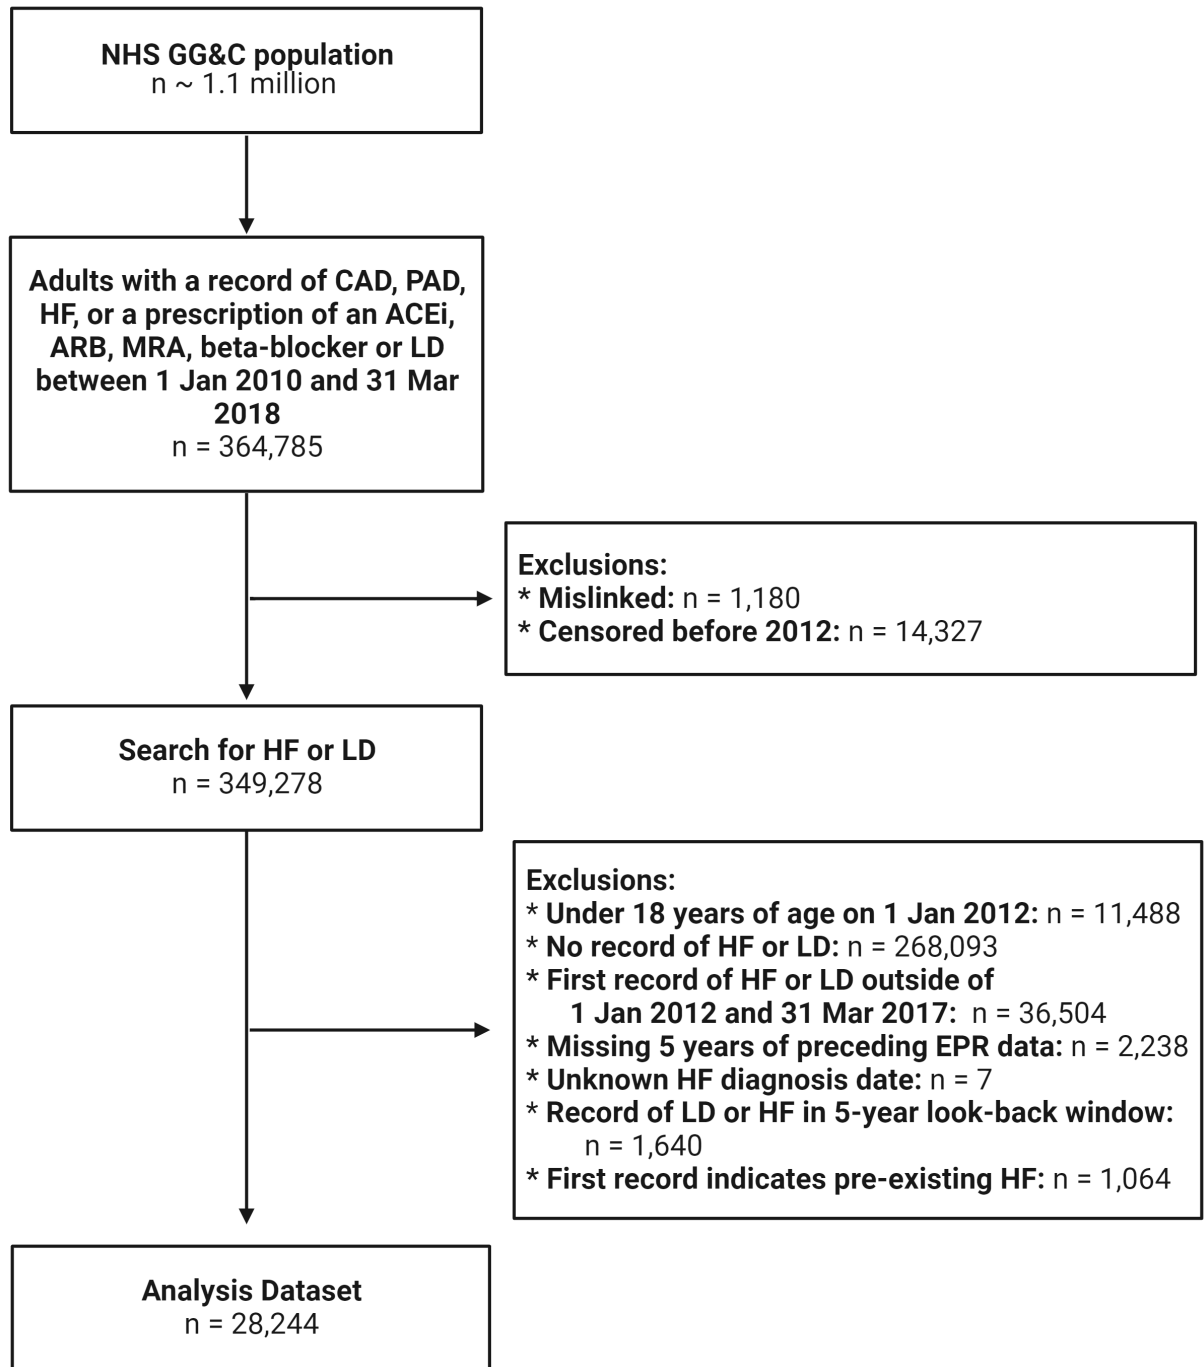 NHS GG&C population
n ~ 1.1 million
Adults with a record of CAD, PAD,
HF, or a prescription of an ACEi,
ARB, MRA, beta-blocker or LD
between 1 Jan 2010 and 31 Mar
2018
n = 364,785
Exclusions:
* Mislinked: n = 1,180
* Censored before 2012: n = 14,327
Search for HF or LD
n = 349,278
Exclusions:
* Under 18 years of age on 1 Jan 2012: n = 11,488
* No record of HF or LD: n = 268,093
* First record of HF or LD outside of
1 Jan 2012 and 31 Mar 2017: n = 36,504
* Missing 5 years of preceding EPR data: n = 2,238
* Unknown HF diagnosis date: n = 7
* Record of LD or HF in 5-year look-back window:
n = 1,640
* First record indicates pre-existing HF: n = 1,064
Analysis Dataset
n = 28,244